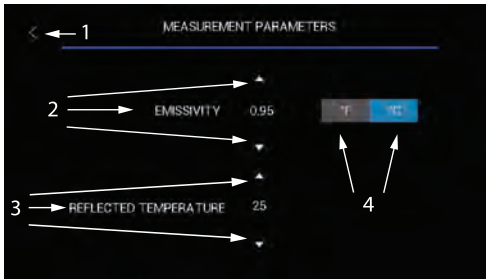 1 MEASUREMENT PARAMETERS
2 EMISSIVITY 0.95 °F °C
3 REFLECTED TEMPERATURE 25 4